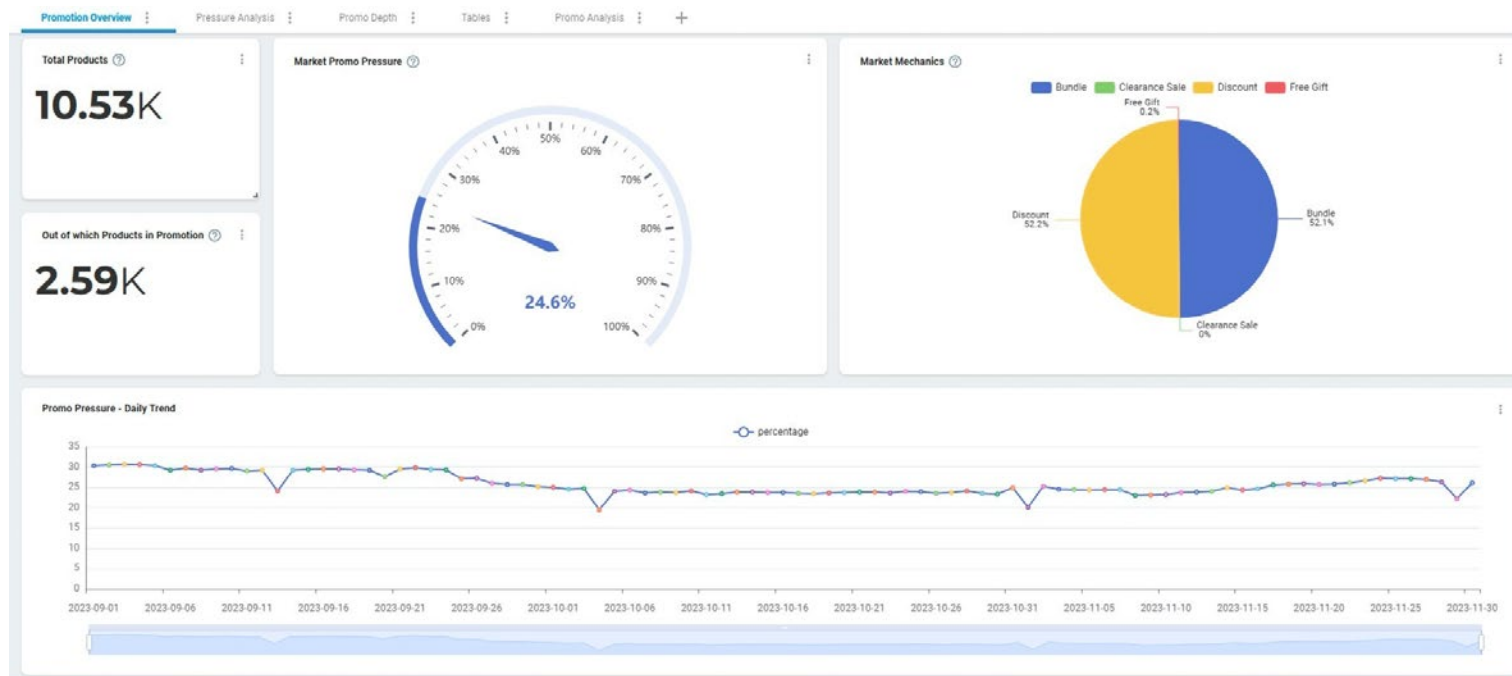 Promotion Overview
Pressure Analysis
Promo Depth
Tables
Promo Analysis
+
Total Products ?
10.53K
Out of which Products in Promotion ?
2.59K
Market Promo Pressure ?
0%
10%
20%
30%
40%
50%
60%
70%
80%
90%
100%
24.6%
Market Mechanics ?
Bundle Clearance Sale Discount Free Gift
Free Gift
0.2%
Discount
52.2%
Bundle
52.1%
Clearance Sale
0%
Promo Pressure - Daily Trend
percentage
35
30
25
20
15
10
5
0
2023-09-01 2023-09-06 2023-09-11 2023-09-16 2023-09-21 2023-09-26 2023-10-01 2023-10-06 2023-10-11 2023-10-16 2023-10-21 2023-10-26 2023-10-31 2023-11-05 2023-11-10 2023-11-15 2023-11-20 2023-11-25 2023-11-30